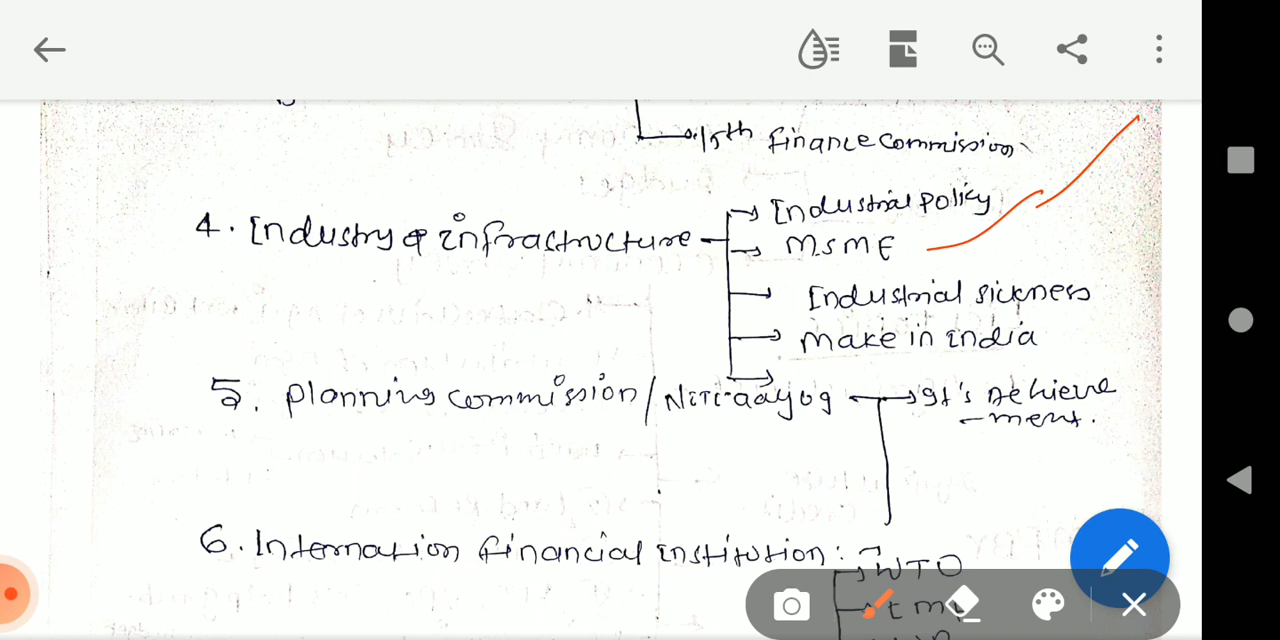 15th Finance Commission
4. Industry & infrastructure
Industrial policy
MSME
Industrial sickness
Make in india
5. Planning commission / Niti aayog
It's Achieve
-ment.
6. Internation financial institution :-
WTO